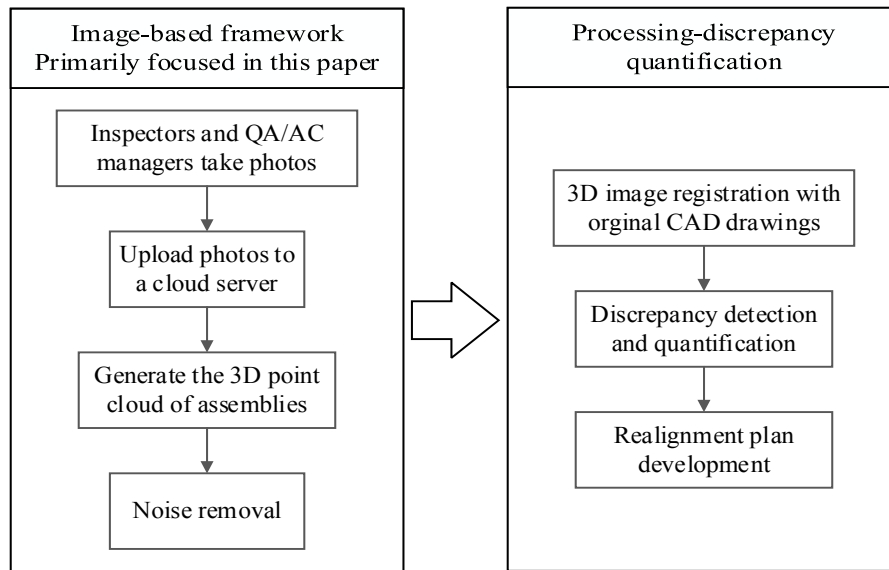 Image-based framework
Primarily focused in this paper
Inspectors and QA/AC
managers take photos
Upload photos to
a cloud server
Generate the 3D point
cloud of assemblies
Noise removal
Processing-discrepancy
quantification
3D image registration with
orginal CAD drawings
Discrepancy detection
and quantification
Realignment plan
development